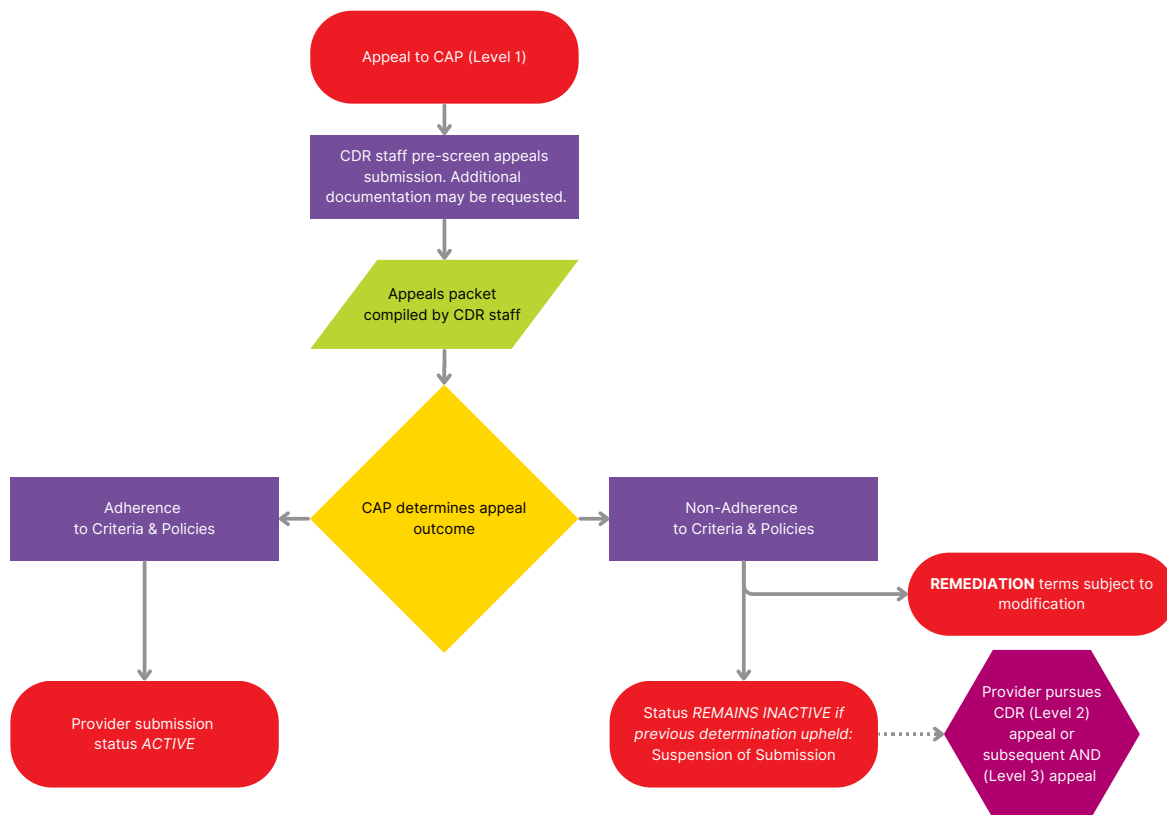 Appeal to CAP (Level 1)
CDR staff pre-screen appeals
submission. Additional
documentation may be requested.
Appeals packet
compiled by CDR staff
CAP determines appeal
outcome
Adherence
to Criteria & Policies
Non-Adherence
to Criteria & Policies
REMEDIATION terms subject to
modification
Provider submission
status ACTIVE
Status REMAINS INACTIVE if
previous determination upheld:
Suspension of Submission
Provider pursues
CDR (Level 2)
appeal or
subsequent AND
(Level 3) appeal